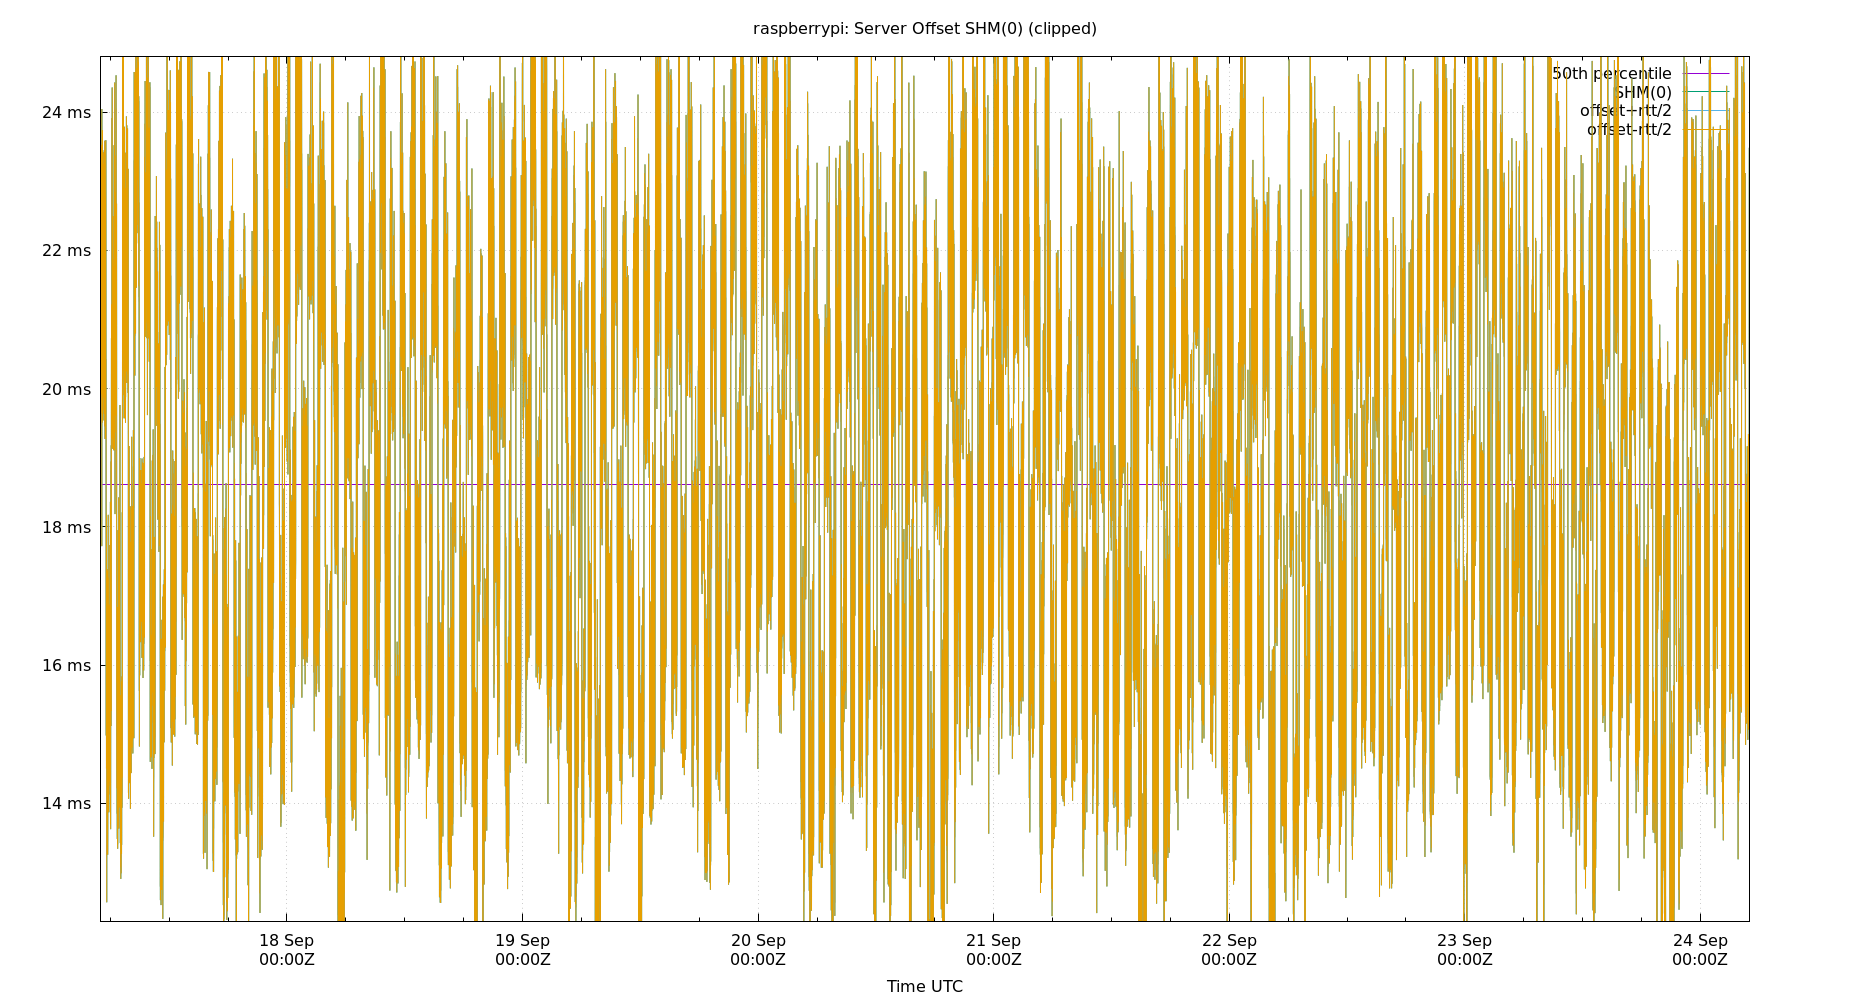 raspberrypi: Server Offset SHM(0) (clipped)
50th percentile
SHM(0)
offset+rtt/2
offset-rtt/2
24 ms
22 ms
20 ms
18 ms
16 ms
14 ms
18 Sep
00:00Z
19 Sep
00:00Z
20 Sep
00:00Z
21 Sep
00:00Z
22 Sep
00:00Z
23 Sep
00:00Z
24 Sep
00:00Z
Time UTC